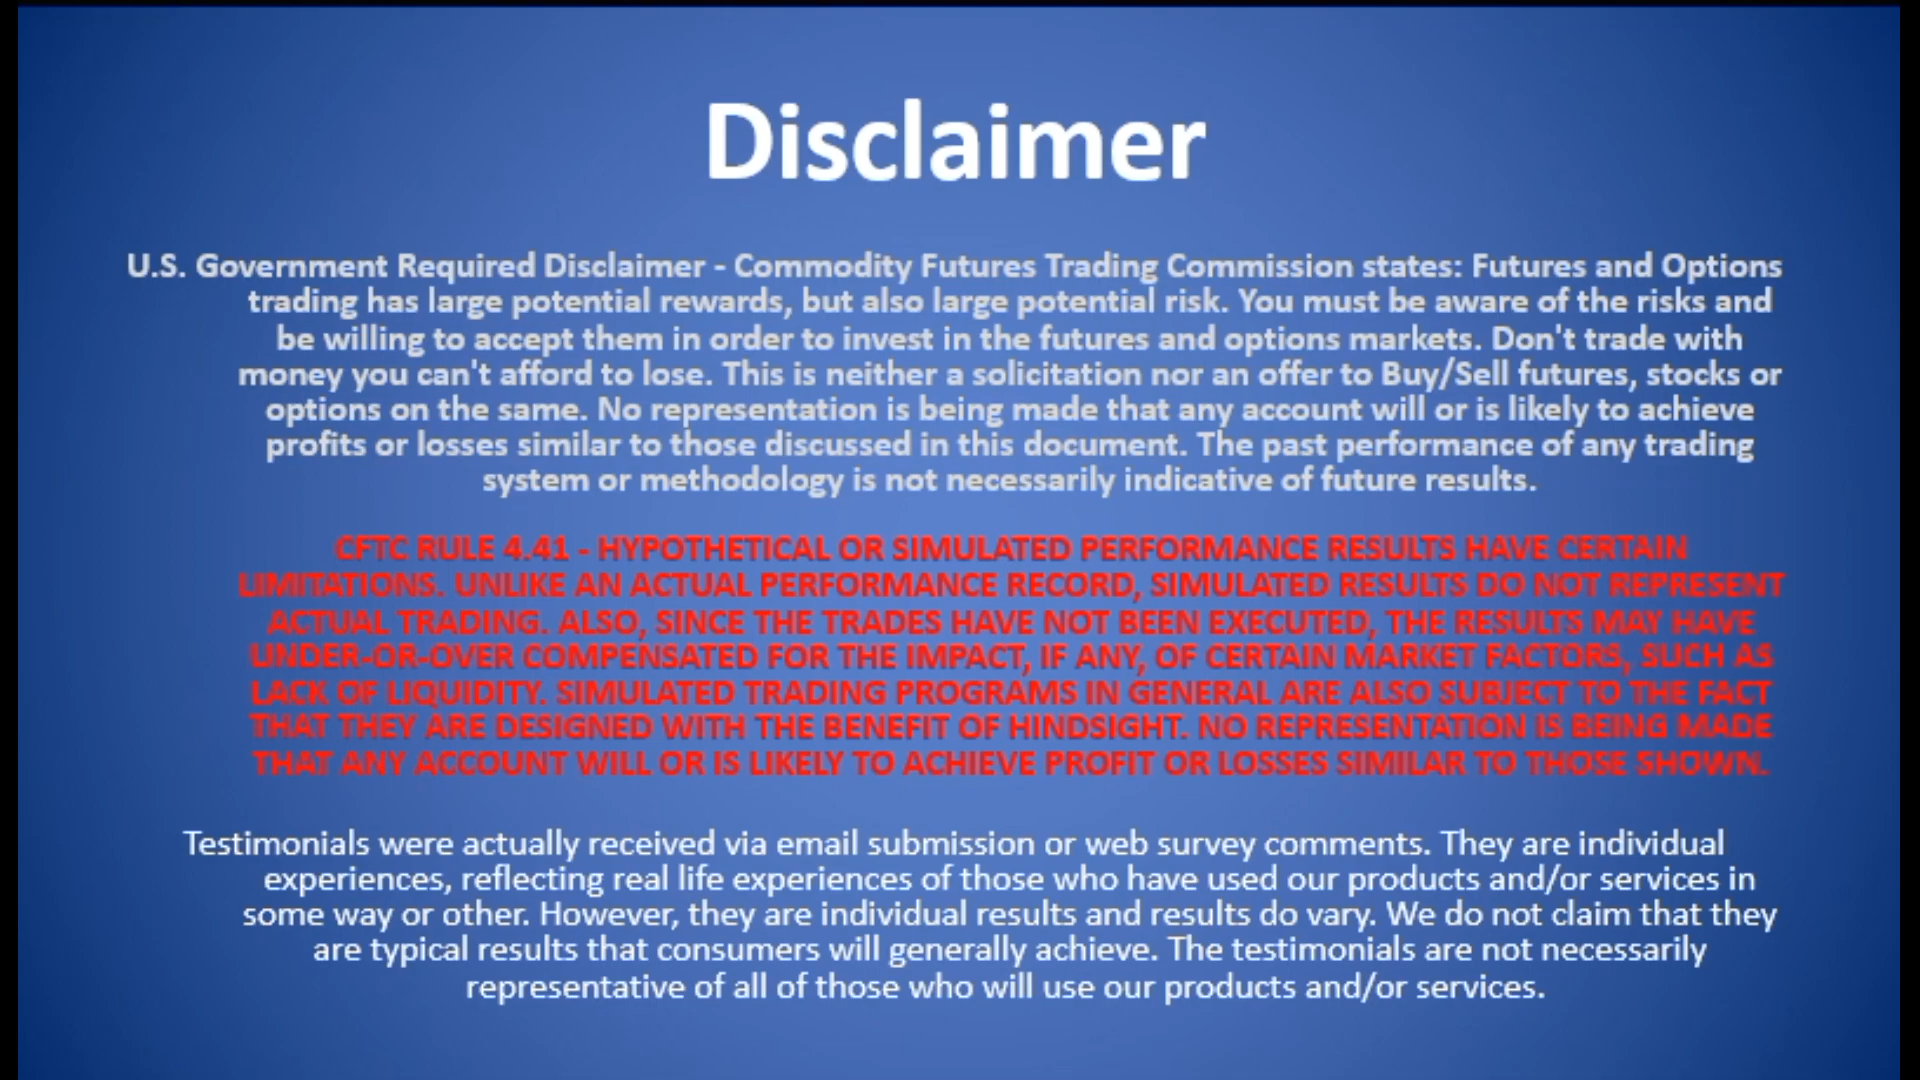 Disclaimer
U.S. Government Required Disclaimer - Commodity Futures Trading Commission states: Futures and Options
trading has large potential rewards, but also large potential risk. You must be aware of the risks and
be willing to accept them in order to invest in the futures and options markets. Don't trade with
money you can't afford to lose. This is neither a solicitation nor an offer to Buy/Sell futures, stocks or
options on the same. No representation is being made that any account will or is likely to achieve
profits or losses similar to those discussed in this document. The past performance of any trading
system or methodology is not necessarily indicative of future results.
CFTC RULE 4.41 - HYPOTHETICAL OR SIMULATED PERFORMANCE RESULTS HAVE CERTAIN
LIMITATIONS. UNLIKE AN ACTUAL PERFORMANCE RECORD, SIMULATED RESULTS DO NOT REPRESENT
ACTUAL TRADING. ALSO, SINCE THE TRADES HAVE NOT BEEN EXECUTED, THE RESULTS MAY HAVE
UNDER-OR-OVER COMPENSATED FOR THE IMPACT, IF ANY, OF CERTAIN MARKET FACTORS, SUCH AS
LACK OF LIQUIDITY. SIMULATED TRADING PROGRAMS IN GENERAL ARE ALSO SUBJECT TO THE FACT
THAT THEY ARE DESIGNED WITH THE BENEFIT OF HINDSIGHT. NO REPRESENTATION IS BEING MADE
THAT ANY ACCOUNT WILL OR IS LIKELY TO ACHIEVE PROFIT OR LOSSES SIMILAR TO THOSE SHOWN.
Testimonials were actually received via email submission or web survey comments. They are individual
experiences, reflecting real life experiences of those who have used our products and/or services in
some way or other. However, they are individual results and results do vary. We do not claim that they
are typical results that consumers will generally achieve. The testimonials are not necessarily
representative of all of those who will use our products and/or services.